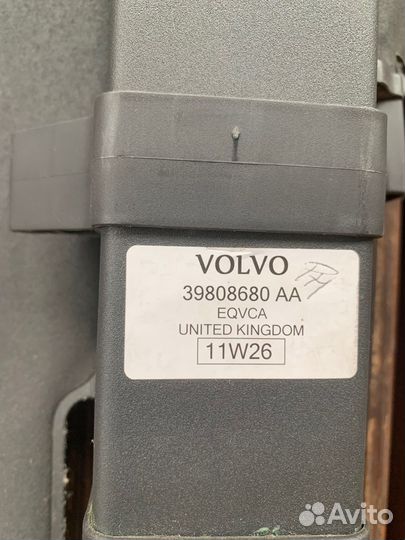 VOLVO
39808680 AA
EQVCA
UNITED KINGDOM
11W26
Avito